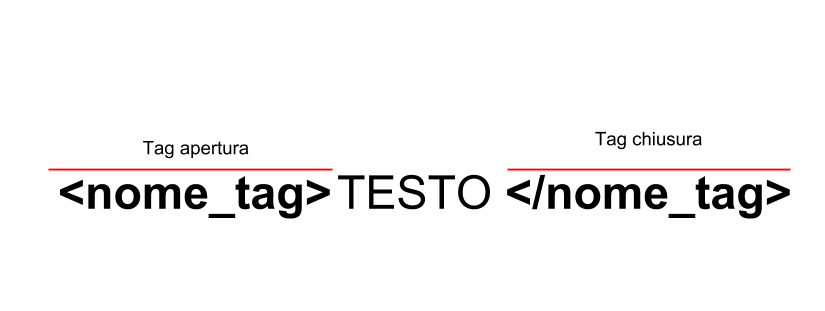 Tag apertura
Tag chiusura
<nome_tag>TESTO </nome_tag>